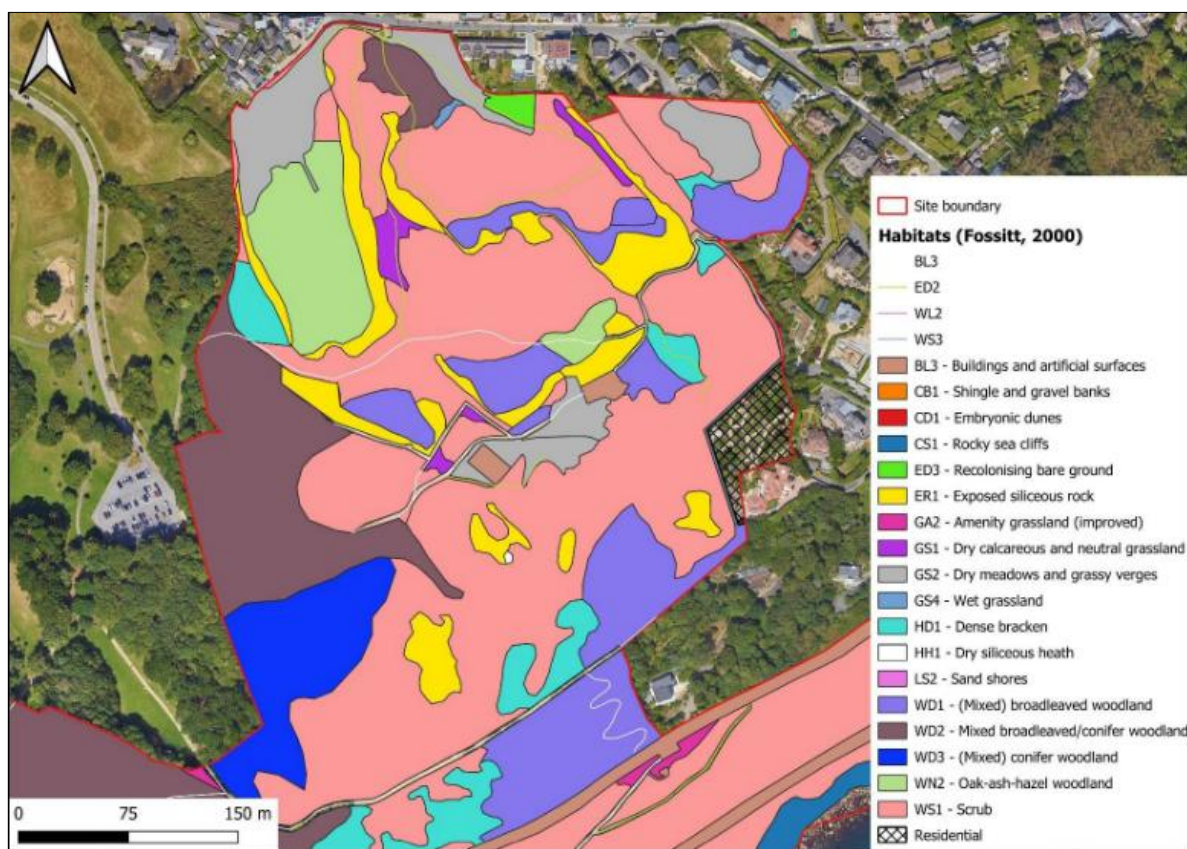 Site boundary
Habitats (Fossitt, 2000)
BL3
ED2
WL2
WS3
BL3 - Buildings and artificial surfaces
CB1 - Shingle and gravel banks
CD1 - Embryonic dunes
CS1 - Rocky sea cliffs
ED3 - Recolonising bare ground
ER1 - Exposed siliceous rock
GA2 - Amenity grassland (improved)
GS1 - Dry calcareous and neutral grassland
GS2 - Dry meadows and grassy verges
GS4 - Wet grassland
HD1 - Dense bracken
HH1 - Dry siliceous heath
LS2 - Sand shores
WD1 - (Mixed) broadleaved woodland
WD2 - Mixed broadleaved/conifer woodland
WD3 - (Mixed) conifer woodland
WN2 - Oak-ash-hazel woodland
WS1 - Scrub
Residential
0 75 150 m